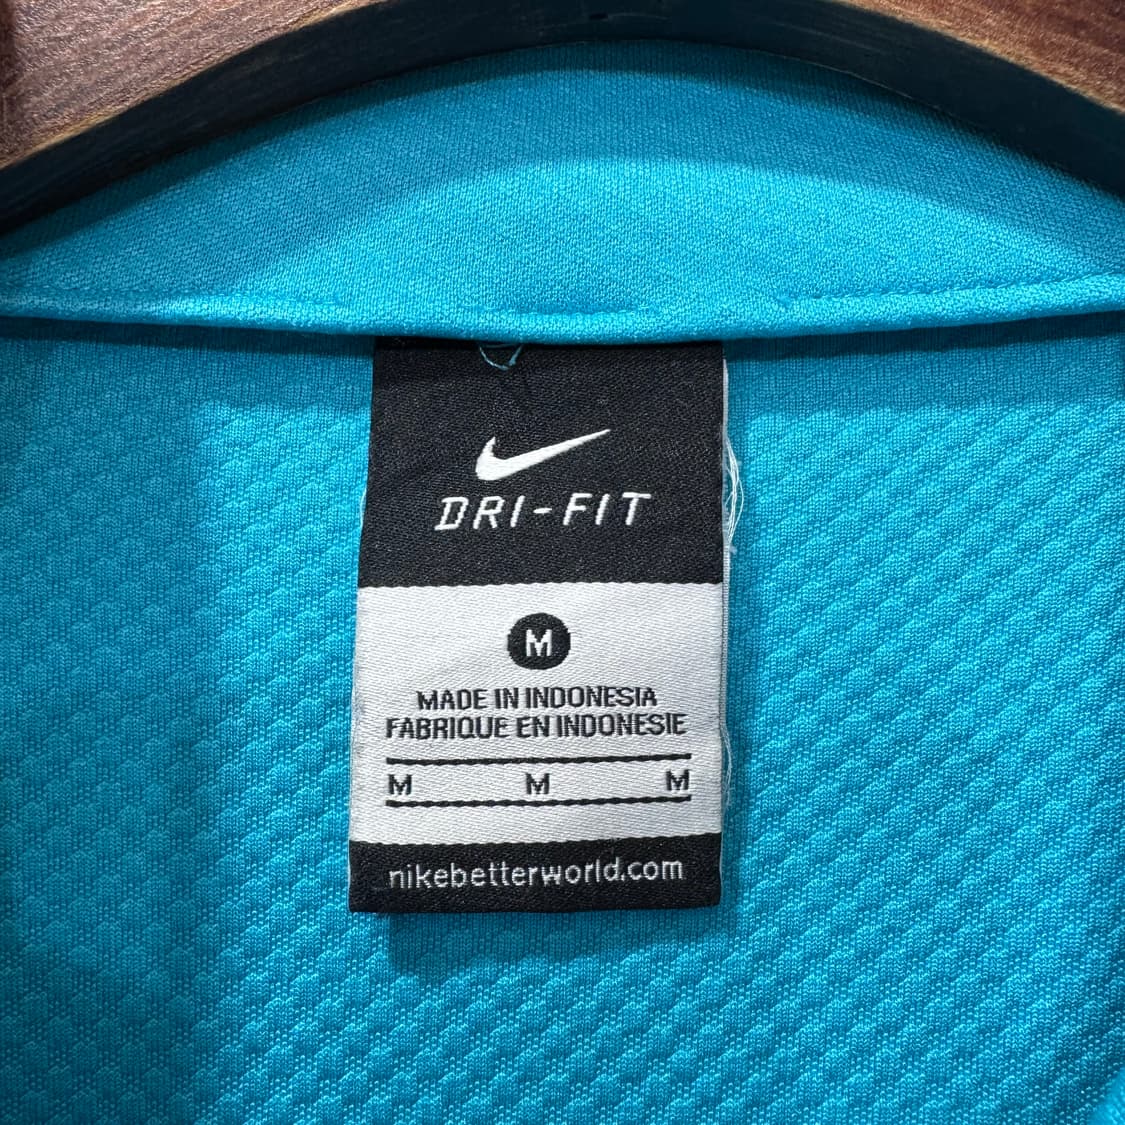 DRI-FIT
M
MADE IN INDONESIA
FABRIQUE EN INDONESIE
M M M
nikebetterworld.com